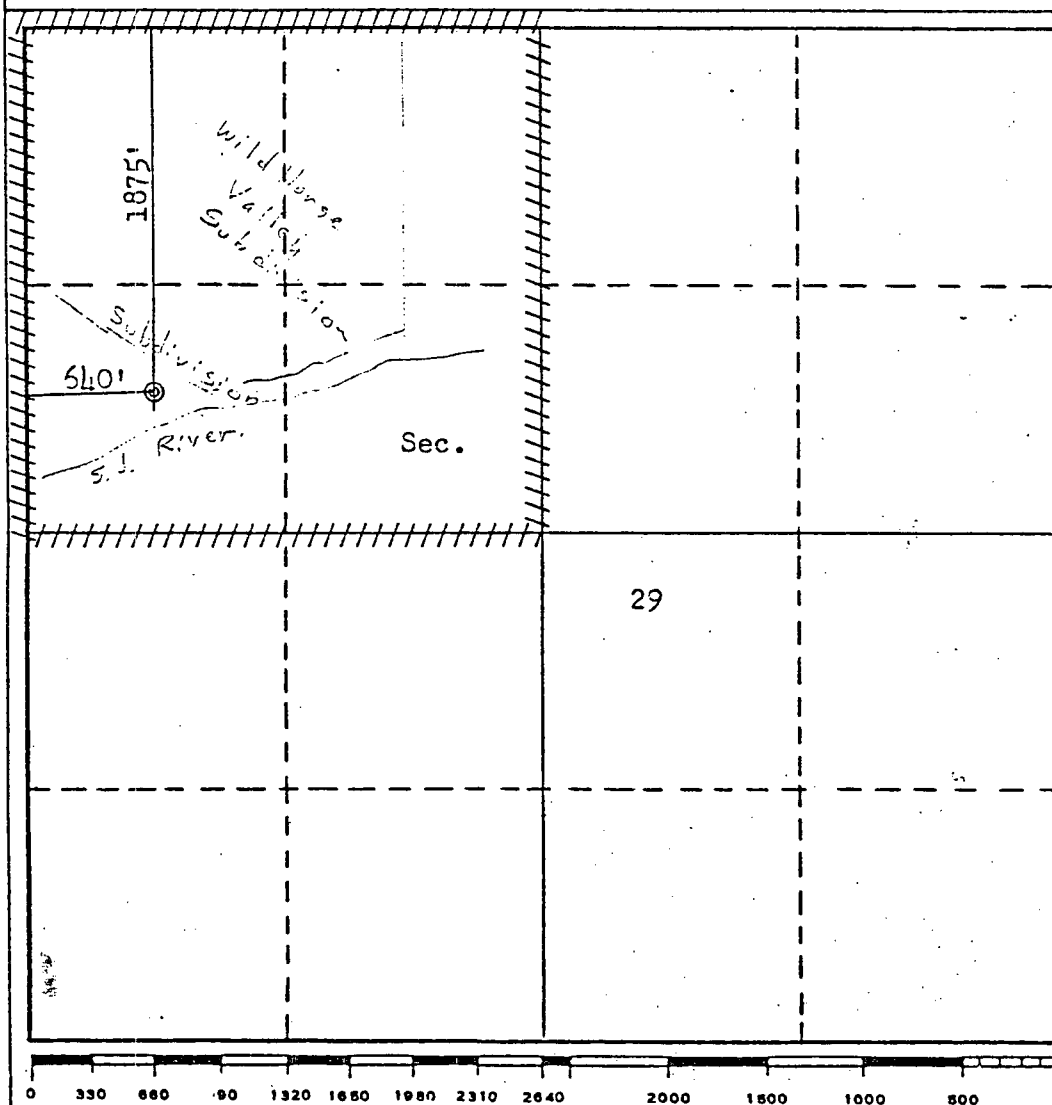 1875'
Wild Horse
Valley
Subdivision
Subdivision
540'
S.J. River.
Sec.
29
0 330 660 90 1320 1650 1980 2310 2640 2000 1500 1000 500